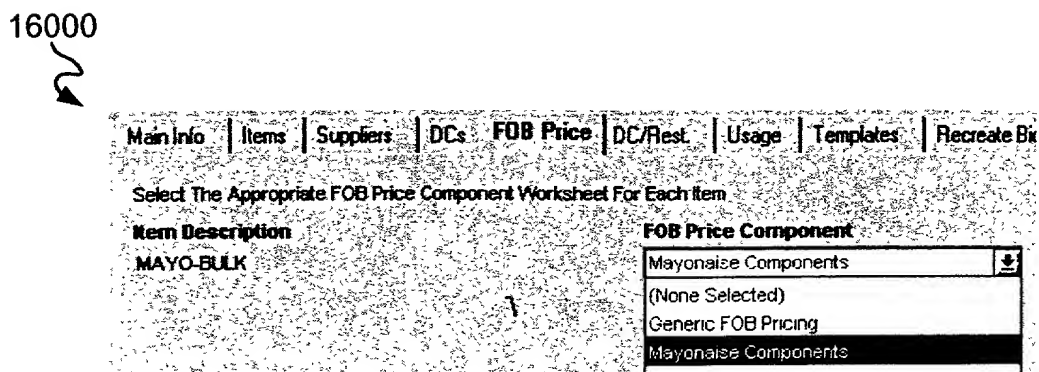 16000
Main Info | Items | Suppliers | DCs FOB Price | DC/Rest. | Usage | Templates | Recreate Bi
Select The Appropriate FOB Price Component Worksheet For Each Item
Item Description FOB Price Component
MAYO-BULK Mayonaise Components
(None Selected)
Generic FOB Pricing
Mayonaise Components